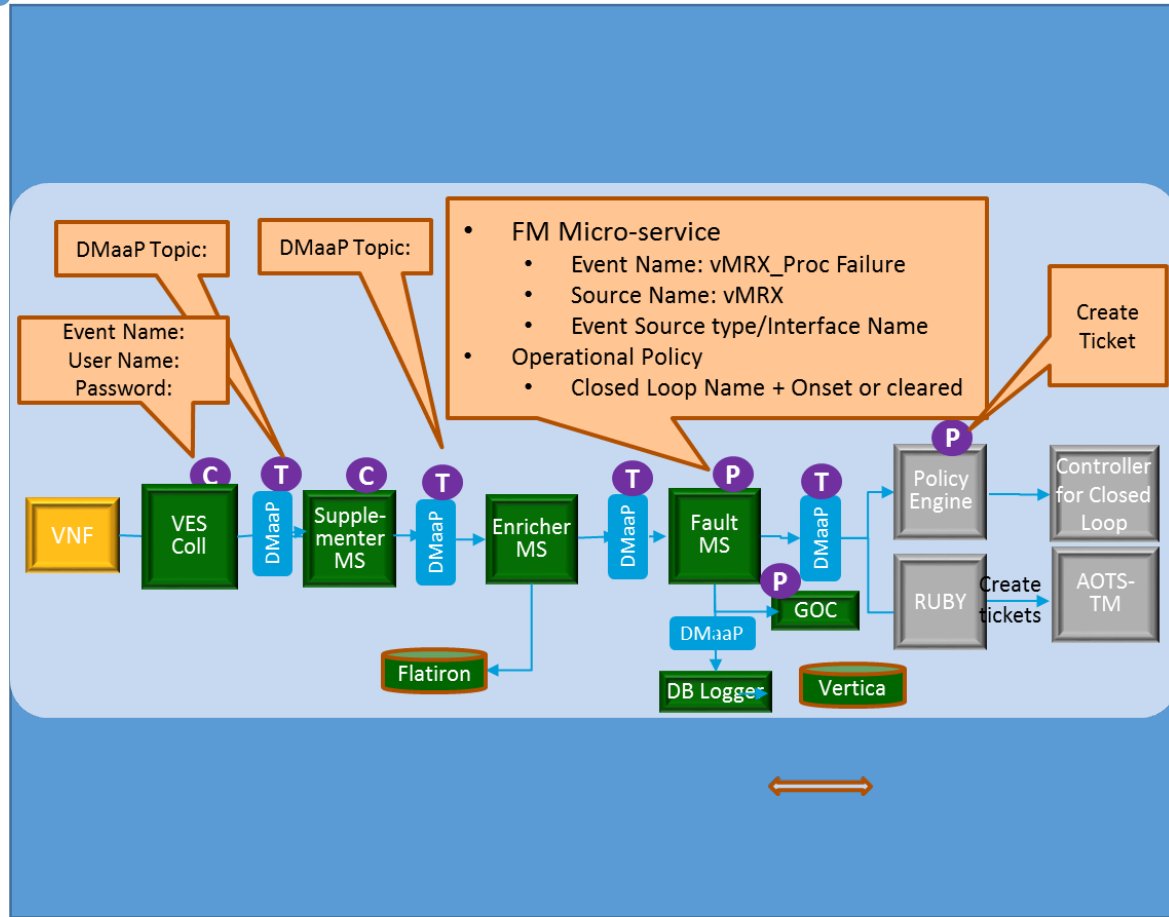 DMaaP Topic:
DMaaP Topic:
• FM Micro-service
• Event Name: vMRX_Proc Failure
• Source Name: vMRX
• Event Source type/Interface Name
• Operational Policy
• Closed Loop Name + Onset or cleared
Create
Ticket
Event Name:
User Name:
Password:
C
T
C
T
T
P
T
P
VNF
VES
Coll
DMaaP
Supple-
menter
MS
DMaaP
Enricher
MS
DMaaP
Fault
MS
DMaaP
Policy
Engine
Controller
for Closed
Loop
P
GOC
RUBY
Create
tickets
AOTS-
TM
DMaaP
Flatiron
DB Logger
Vertica